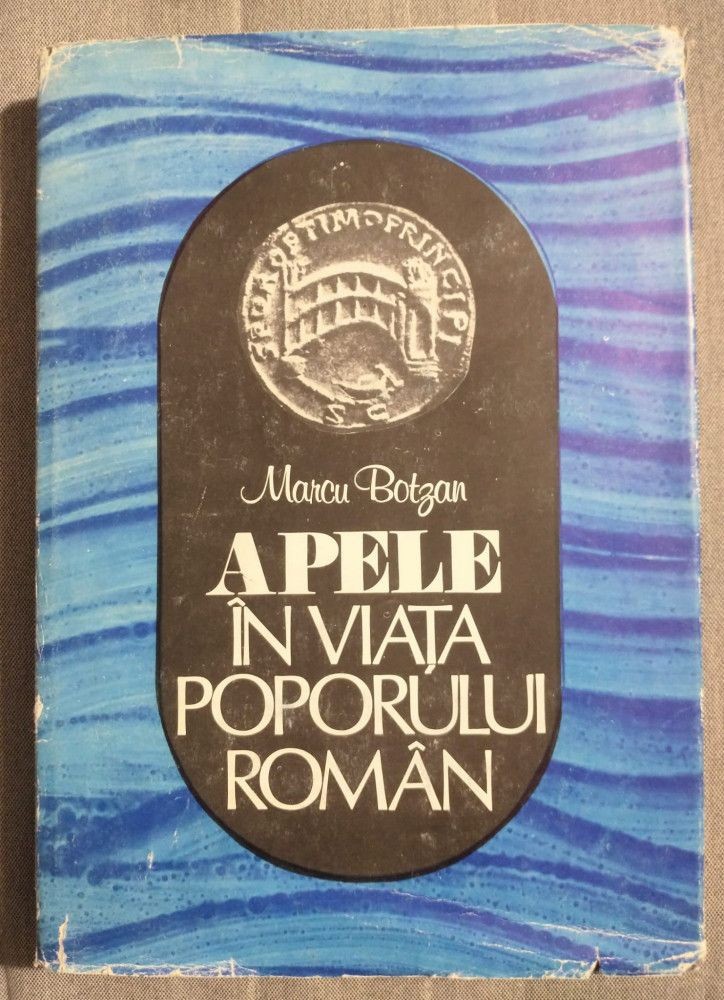 SPQR OPTIMO PRINCIPI
S C
Marcu Botzan
APELE
ÎN VIAȚA
POPORULUI
ROMÂN